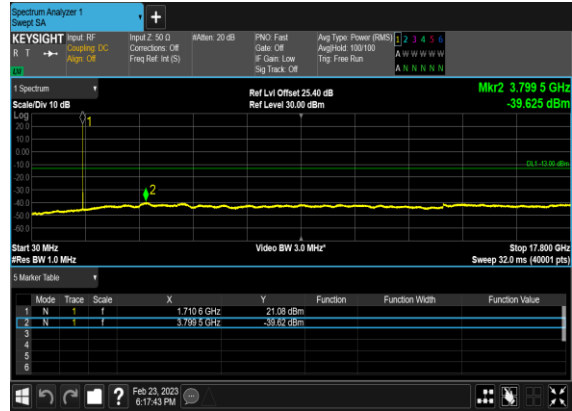 Spectrum Analyzer 1
Swept SA
+
KEYSIGHT Input: RF Input Z: 50 Ω #Atten: 20 dB PNO: Fast Avg Type: Power (RMS) 1 2 3 4 5 6
R T Coupling: DC Corrections: Off Gate: Off Avg|Hold: 100/100 A W W W W W
Align: Off Freq Ref: Int (S) IF Gain: Low Trig: Free Run
Sig Track: Off A N N N N N
1 Spectrum Ref Lvl Offset 25.40 dB Mkr2 3.799 5 GHz
Scale/Div 10 dB Ref Level 30.00 dBm -39.625 dBm
Log
1
20.0
10.0
0.00
-10.0
DL1 -13.00 dBm
-20.0
-30.0
2
-40.0
-50.0
-60.0
Start 30 MHz Video BW 3.0 MHz* Stop 17.800 GHz
#Res BW 1.0 MHz Sweep 32.0 ms (40001 pts)
5 Marker Table
Mode Trace Scale X Y Function Function Width Function Value
1 N 1 f 1.710 6 GHz 21.08 dBm
2 N 1 f 3.799 5 GHz -39.62 dBm
3
4
5
6
? Feb 23, 2023
6:17:43 PM